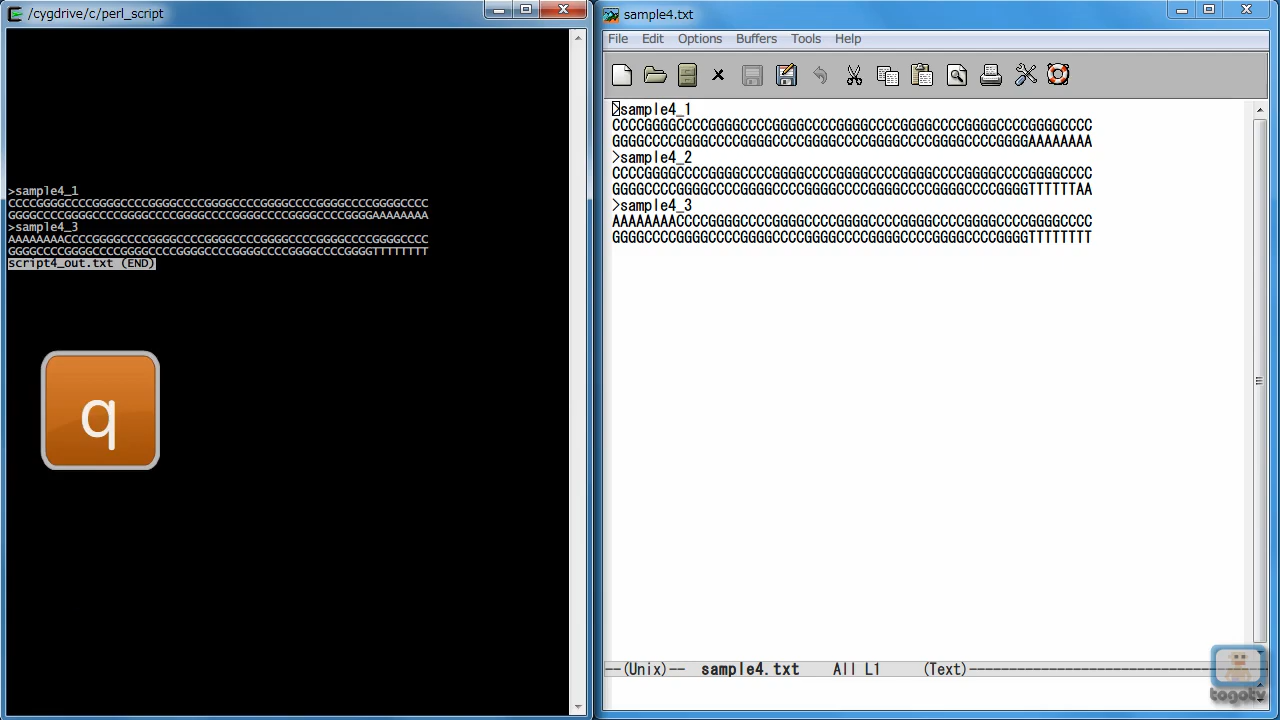 /cygdrive/c/perl_script
>sample4_1
CCCCGGGGCCCCGGGGCCCCGGGGCCCCGGGGCCCCGGGGCCCCGGGGCCCCGGGGCCCC
GGGGCCCCGGGGCCCCGGGGCCCCGGGGCCCCGGGGCCCCGGGGCCCCGGGGAAAAAAAA
>sample4_3
AAAAAAAACCCCGGGGCCCCGGGGCCCCGGGGCCCCGGGGCCCCGGGGCCCCGGGGCCCC
GGGGCCCCGGGGCCCCGGGGCCCCGGGGCCCCGGGGCCCCGGGGCCCCGGGGTTTTTTTT
script4_out.txt (END)
q
sample4.txt
File Edit Options Buffers Tools Help
>sample4_1
CCCCGGGGCCCCGGGGCCCCGGGGCCCCGGGGCCCCGGGGCCCCGGGGCCCCGGGGCCCC
GGGGCCCCGGGGCCCCGGGGCCCCGGGGCCCCGGGGCCCCGGGGCCCCGGGGAAAAAAAA
>sample4_2
CCCCGGGGCCCCGGGGCCCCGGGGCCCCGGGGCCCCGGGGCCCCGGGGCCCCGGGGCCCC
GGGGCCCCGGGGCCCCGGGGCCCCGGGGCCCCGGGGCCCCGGGGCCCCGGGGTTTTTTAA
>sample4_3
AAAAAAAACCCCGGGGCCCCGGGGCCCCGGGGCCCCGGGGCCCCGGGGCCCCGGGGCCCC
GGGGCCCCGGGGCCCCGGGGCCCCGGGGCCCCGGGGCCCCGGGGCCCCGGGGTTTTTTTT
--(Unix)-- sample4.txt All L1 (Text)------------------------------------
togotv